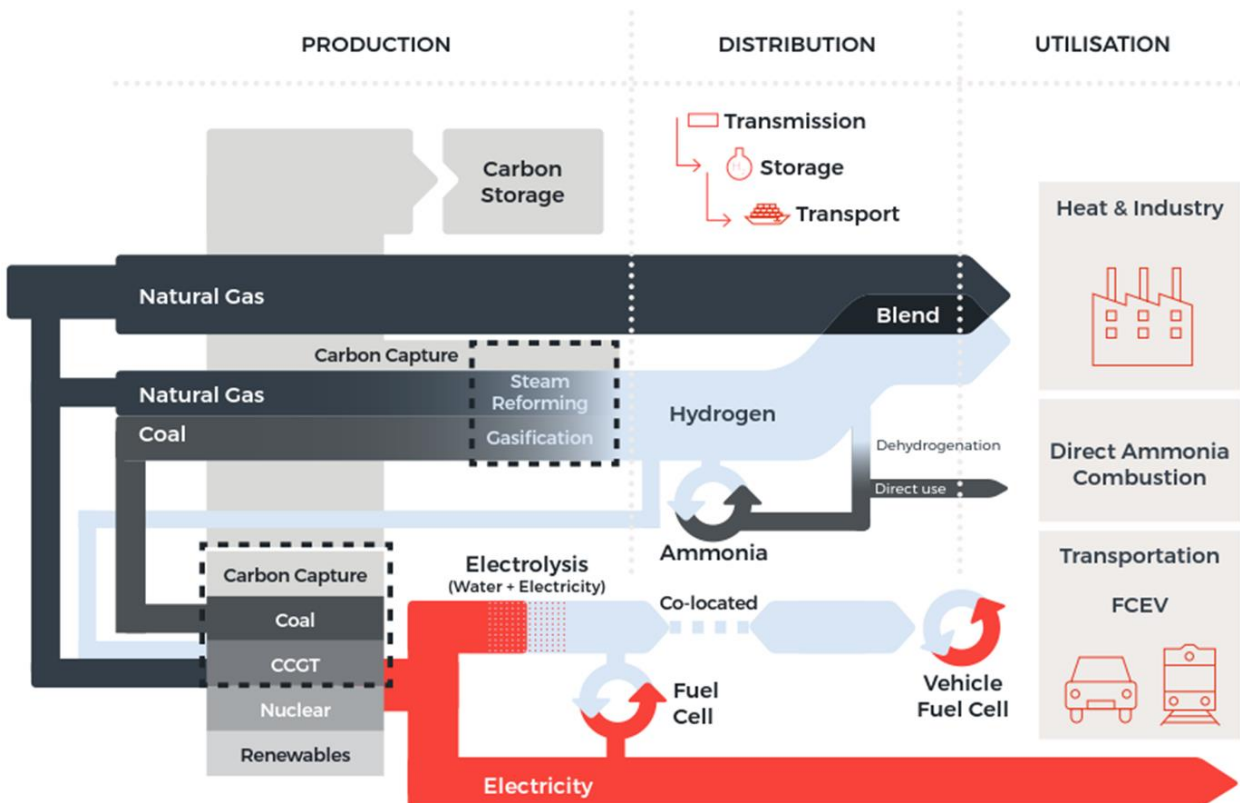 PRODUCTION
DISTRIBUTION
UTILISATION
Transmission
Storage
Transport
Carbon
Storage
Heat & Industry
Natural Gas
Blend
Carbon Capture
Natural Gas
Steam
Reforming
Coal
Gasification
Hydrogen
Dehydrogenation
Direct use
Direct Ammonia
Combustion
Ammonia
Electrolysis
(Water + Electricity)
Co-located
Transportation
FCEV
Carbon Capture
Coal
CCGT
Nuclear
Renewables
Fuel
Cell
Vehicle
Fuel Cell
Electricity